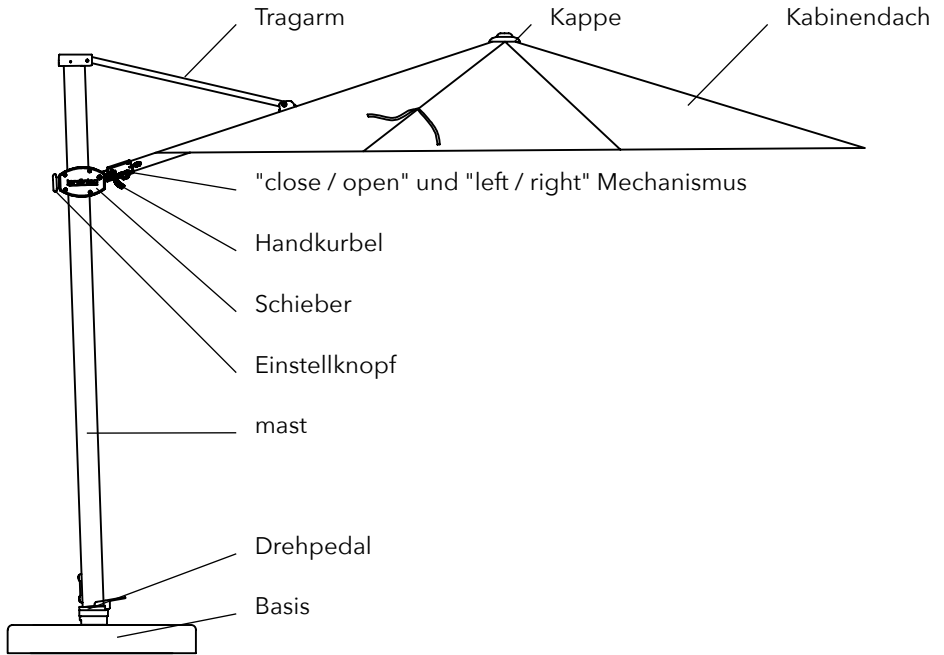 Tragarm
Kappe
Kabinendach
"close / open" und "left / right" Mechanismus
Handkurbel
Schieber
Einstellknopf
mast
Drehpedal
Basis